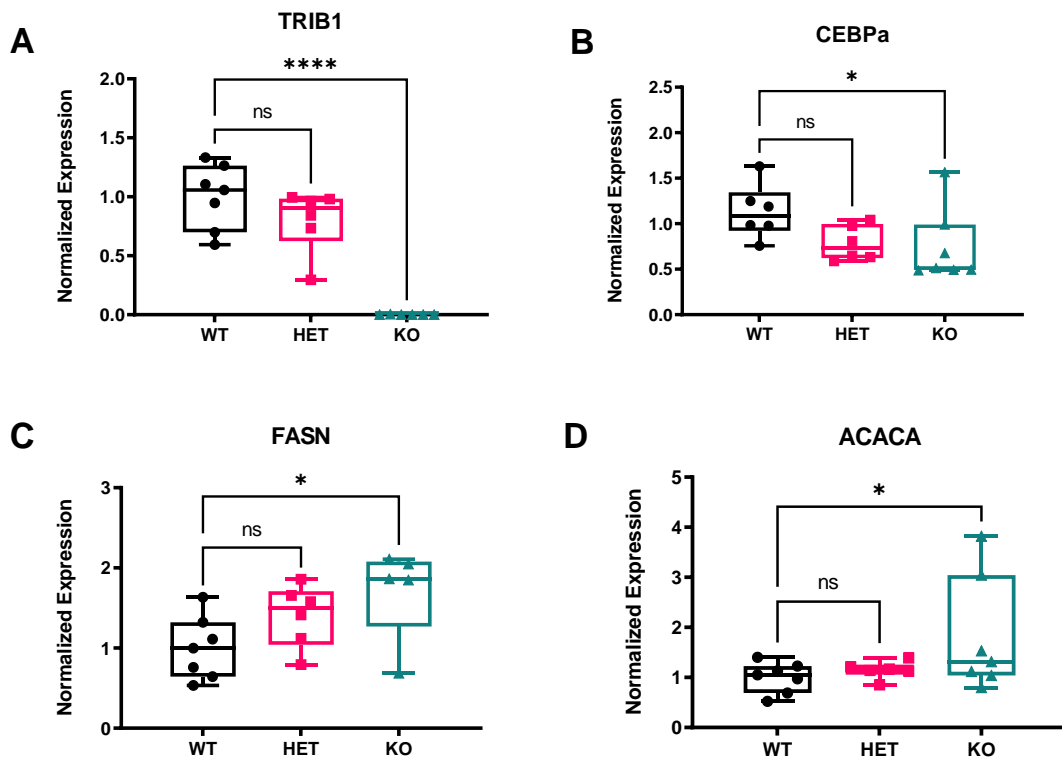 A
TRIB1
****
ns
Normalized Expression
2.0
1.5
1.0
0.5
0.0
WT HET KO
B
CEBPa
*
ns
Normalized Expression
2.5
2.0
1.5
1.0
0.5
0.0
WT HET KO
C
FASN
*
ns
Normalized Expression
3
2
1
0
WT HET KO
D
ACACA
*
ns
Normalized Expression
5
4
3
2
1
0
WT HET KO